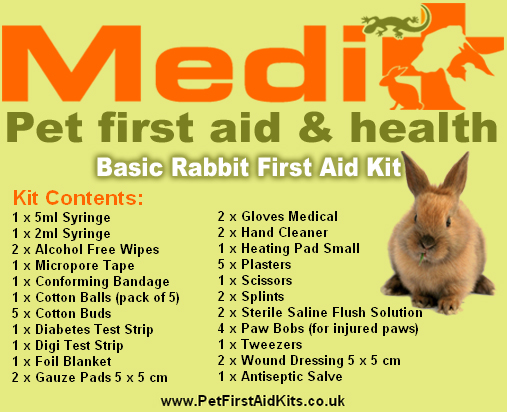 Medi
Pet first aid & health
Basic Rabbit First Aid Kit
Kit Contents:
1 x 5ml Syringe
1 x 2ml Syringe
2 x Alcohol Free Wipes
1 x Micropore Tape
1 x Conforming Bandage
1 x Cotton Balls (pack of 5)
5 x Cotton Buds
1 x Diabetes Test Strip
1 x Digi Test Strip
1 x Foil Blanket
2 x Gauze Pads 5 x 5 cm
2 x Gloves Medical
2 x Hand Cleaner
1 x Heating Pad Small
5 x Plasters
1 x Scissors
2 x Splints
2 x Sterile Saline Flush Solution
4 x Paw Bobs (for injured paws)
1 x Tweezers
2 x Wound Dressing 5 x 5 cm
1 x Antiseptic Salve
www.PetFirstAidKits.co.uk